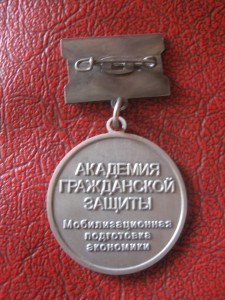 АКАДЕМИЯ
ГРАЖДАНСКОЙ
ЗАЩИТЫ
Мобилизационная
подготовка
экономики